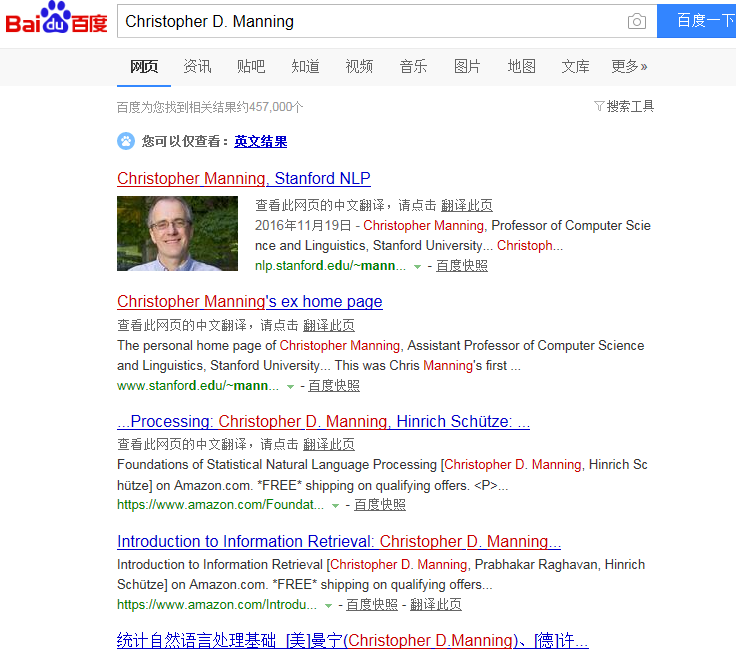 Bai du 百度
Christopher D. Manning
百度一下
网页 资讯 贴吧 知道 视频 音乐 图片 地图 文库 更多»
百度为您找到相关结果约457,000个
搜索工具
您可以仅查看：英文结果
Christopher Manning, Stanford NLP
查看此网页的中文翻译，请点击 翻译此页
2016年11月19日 - Christopher Manning, Professor of Computer Scie
nce and Linguistics, Stanford University... Christoph...
nlp.stanford.edu/~mann... - 百度快照
Christopher Manning's ex home page
查看此网页的中文翻译，请点击 翻译此页
The personal home page of Christopher Manning, Assistant Professor of Computer Science
and Linguistics, Stanford University... This was Chris Manning's first ...
www.stanford.edu/~mann... - 百度快照
...Processing: Christopher D. Manning, Hinrich Schütze: ...
查看此网页的中文翻译，请点击 翻译此页
Foundations of Statistical Natural Language Processing [Christopher D. Manning, Hinrich Sc
hütze] on Amazon.com. *FREE* shipping on qualifying offers. <P>...
https://www.amazon.com/Foundat... - 百度快照
Introduction to Information Retrieval: Christopher D. Manning...
Introduction to Information Retrieval [Christopher D. Manning, Prabhakar Raghavan, Hinrich
Schütze] on Amazon.com. *FREE* shipping on qualifying offers...
https://www.amazon.com/Introdu... - 百度快照 - 翻译此页
统计自然语言处理基础_[美]曼宁(Christopher D.Manning)、[德]许...